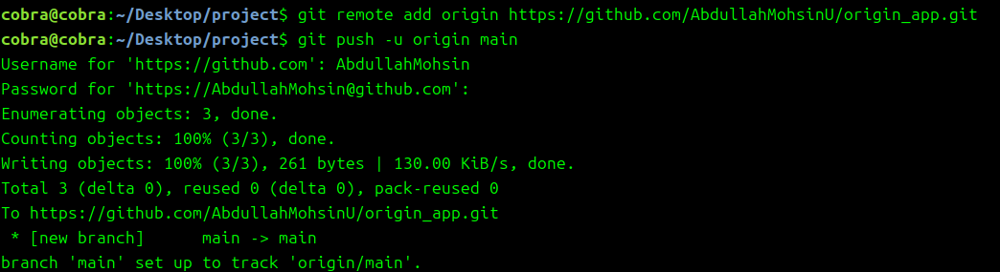 cobra@cobra:~/Desktop/project$ git remote add origin https://github.com/AbdullahMohsinU/origin_app.git
cobra@cobra:~/Desktop/project$ git push -u origin main
Username for 'https://github.com': AbdullahMohsin
Password for 'https://AbdullahMohsin@github.com':
Enumerating objects: 3, done.
Counting objects: 100% (3/3), done.
Writing objects: 100% (3/3), 261 bytes | 130.00 KiB/s, done.
Total 3 (delta 0), reused 0 (delta 0), pack-reused 0
To https://github.com/AbdullahMohsinU/origin_app.git
 * [new branch]      main -> main
branch 'main' set up to track 'origin/main'.